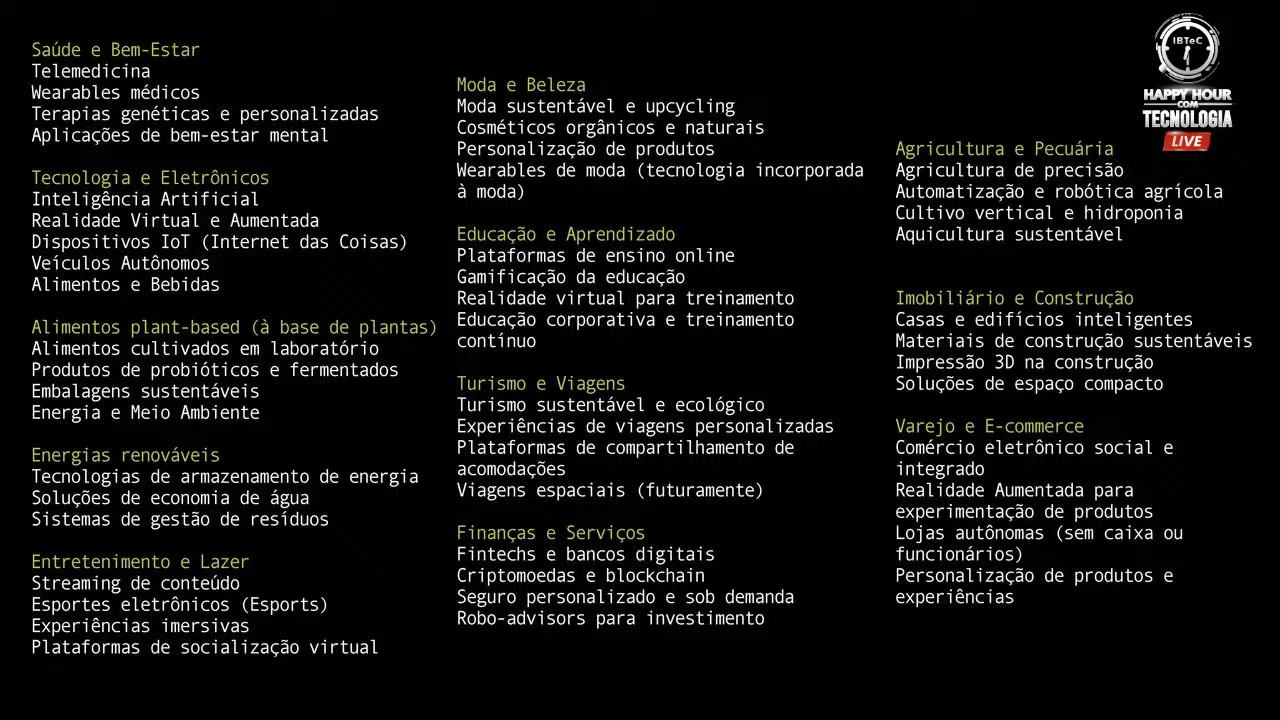 Saúde e Bem-Estar
Telemedicina
Wearables médicos
Terapias genéticas e personalizadas
Aplicações de bem-estar mental
Tecnologia e Eletrônicos
Inteligência Artificial
Realidade Virtual e Aumentada
Dispositivos IoT (Internet das Coisas)
Veículos Autônomos
Alimentos e Bebidas
Alimentos plant-based (à base de plantas)
Alimentos cultivados em laboratório
Produtos de probióticos e fermentados
Embalagens sustentáveis
Energia e Meio Ambiente
Energias renováveis
Tecnologias de armazenamento de energia
Soluções de economia de água
Sistemas de gestão de resíduos
Entretenimento e Lazer
Streaming de conteúdo
Esportes eletrônicos (Esports)
Experiências imersivas
Plataformas de socialização virtual
Moda e Beleza
Moda sustentável e upcycling
Cosméticos orgânicos e naturais
Personalização de produtos
Wearables de moda (tecnologia incorporada
à moda)
Educação e Aprendizado
Plataformas de ensino online
Gamificação da educação
Realidade virtual para treinamento
Educação corporativa e treinamento
contínuo
Turismo e Viagens
Turismo sustentável e ecológico
Experiências de viagens personalizadas
Plataformas de compartilhamento de
acomodações
Viagens espaciais (futuramente)
Finanças e Serviços
Fintechs e bancos digitais
Criptomoedas e blockchain
Seguro personalizado e sob demanda
Robo-advisors para investimento
IBTeC
HAPPY HOUR
COM
TECNOLOGIA
LIVE
Agricultura e Pecuária
Agricultura de precisão
Automatização e robótica agrícola
Cultivo vertical e hidroponia
Aquicultura sustentável
Imobiliário e Construção
Casas e edifícios inteligentes
Materiais de construção sustentáveis
Impressão 3D na construção
Soluções de espaço compacto
Varejo e E-commerce
Comércio eletrônico social e
integrado
Realidade Aumentada para
experimentação de produtos
Lojas autônomas (sem caixa ou
funcionários)
Personalização de produtos e
experiências